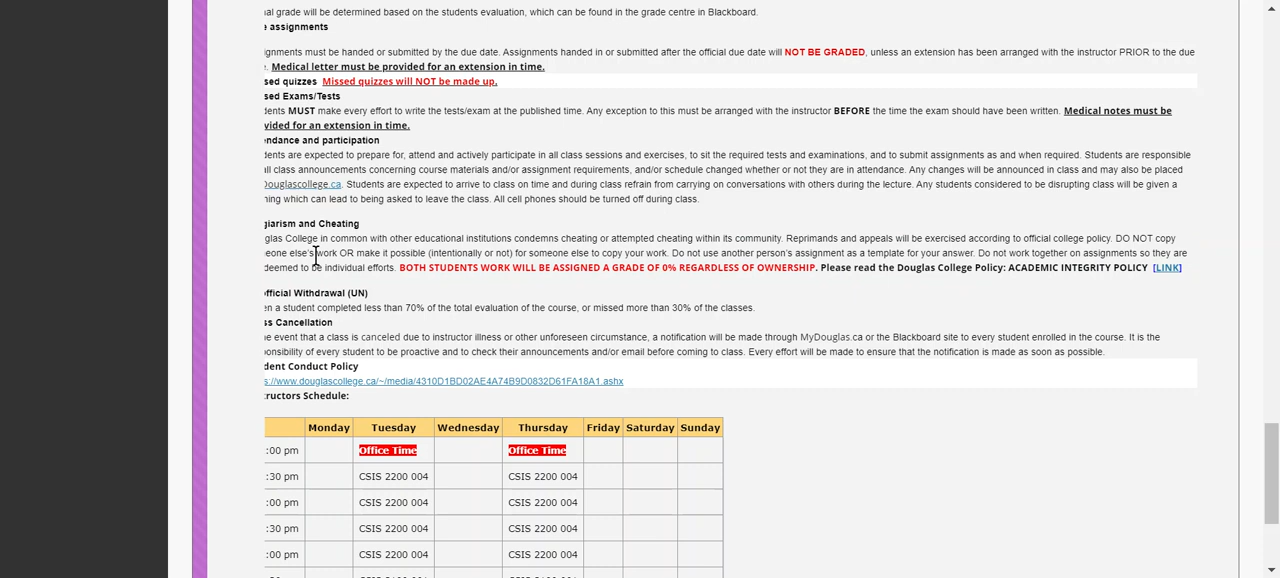 al grade will be determined based on the students evaluation, which can be found in the grade centre in Blackboard.
e assignments
ignments must be handed or submitted by the due date. Assignments handed in or submitted after the official due date will NOT BE GRADED, unless an extension has been arranged with the instructor PRIOR to the due
e. Medical letter must be provided for an extension in time.
sed quizzes Missed quizzes will NOT be made up.
sed Exams/Tests
dents MUST make every effort to write the tests/exam at the published time. Any exception to this must be arranged with the instructor BEFORE the time the exam should have been written. Medical notes must be
vided for an extension in time.
endance and participation
dents are expected to prepare for, attend and actively participate in all class sessions and exercises, to sit the required tests and examinations, and to submit assignments as and when required. Students are responsible
all class announcements concerning course materials and/or assignment requirements, and/or schedule changed whether or not they are in attendance. Any changes will be announced in class and may also be placed
Douglascollege.ca. Students are expected to arrive to class on time and during class refrain from carrying on conversations with others during the lecture. Any students considered to be disrupting class will be given a
ning which can lead to being asked to leave the class. All cell phones should be turned off during class.
giarism and Cheating
glas College in common with other educational institutions condemns cheating or attempted cheating within its community. Reprimands and appeals will be exercised according to official college policy. DO NOT copy
eone else's work OR make it possible (intentionally or not) for someone else to copy your work. Do not use another person's assignment as a template for your answer. Do not work together on assignments so they are
deemed to be individual efforts. BOTH STUDENTS WORK WILL BE ASSIGNED A GRADE OF 0% REGARDLESS OF OWNERSHIP. Please read the Douglas College Policy: ACADEMIC INTEGRITY POLICY [LINK]
official Withdrawal (UN)
en a student completed less than 70% of the total evaluation of the course, or missed more than 30% of the classes.
ss Cancellation
he event that a class is canceled due to instructor illness or other unforeseen circumstance, a notification will be made through MyDouglas.ca or the Blackboard site to every student enrolled in the course. It is the
onsibility of every student to be proactive and to check their announcements and/or email before coming to class. Every effort will be made to ensure that the notification is made as soon as possible.
dent Conduct Policy
s://www.douglascollege.ca/~/media/4310D1BD02AE4A74B9D0832D61FA18A1.ashx
tructors Schedule:
Monday Tuesday Wednesday Thursday Friday Saturday Sunday
:00 pm Office Time Office Time
:30 pm CSIS 2200 004 CSIS 2200 004
:00 pm CSIS 2200 004 CSIS 2200 004
:30 pm CSIS 2200 004 CSIS 2200 004
:00 pm CSIS 2200 004 CSIS 2200 004